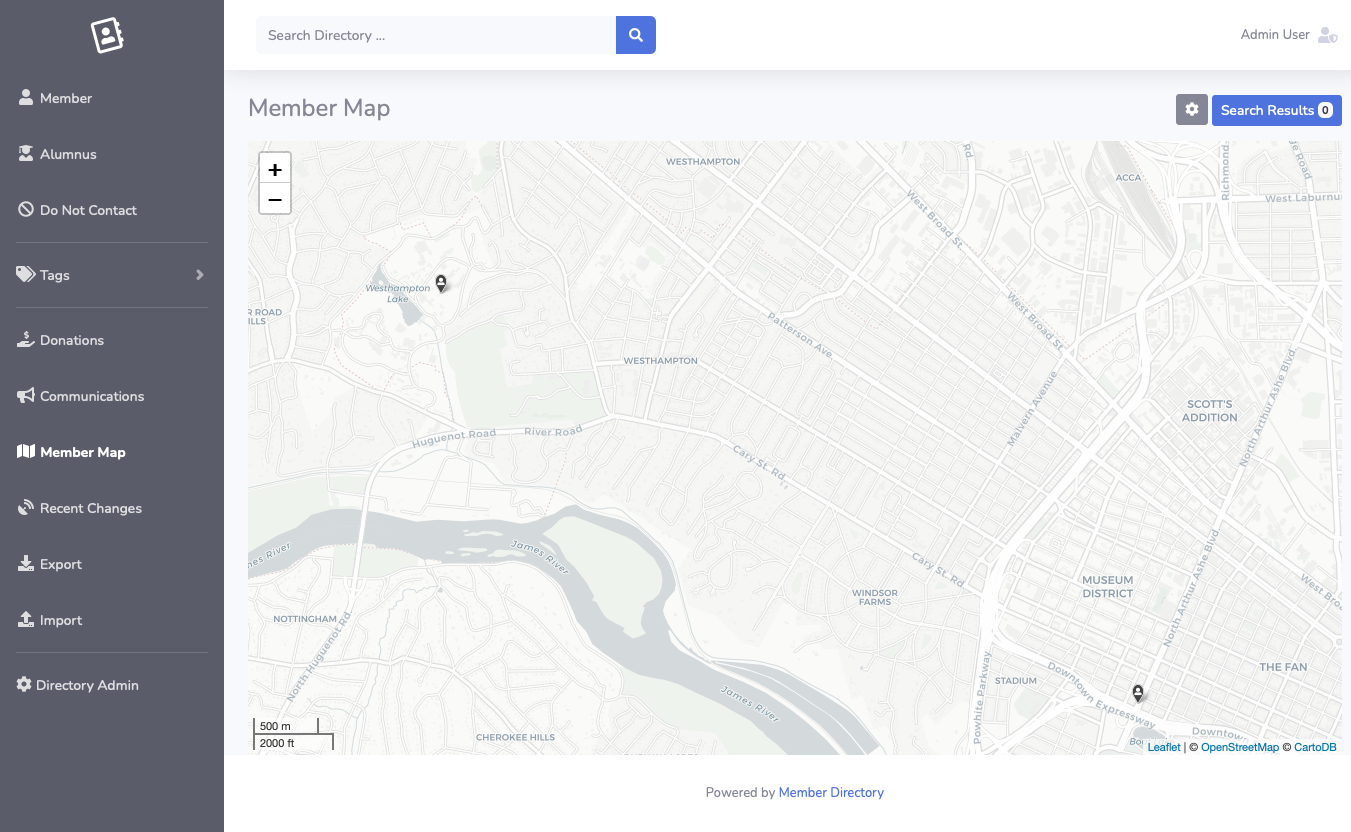 Search Directory ...
Admin User
Member
Alumnus
Do Not Contact
Tags
Donations
Communications
Member Map
Recent Changes
Export
Import
Directory Admin
Member Map
Search Results 0
+
−
WESTHAMPTON
Rd
ACCA
Richmond
West Laburnu
West Broad St.
Westhampton
Lake
R ROAD
ILLS
West Broad St
Patterson Ave.
WESTHAMPTON
Malvern Avenue
SCOTT'S
ADDITION
North Arthur Ashe Blvd
Huguenot Road
River Road
Cary St. Rd
mes River
James River
Cary St. Rd
MUSEUM
DISTRICT
North Arthur Ashe Blvd
West Bro
WINDSOR
FARMS
NOTTINGHAM
North Huguenot Rd
THE FAN
STADIUM
Powhite Parkway
Downtown Expressway
James River
CHEROKEE HILLS
Downtown
500 m
2000 ft
Leaflet | © OpenStreetMap © CartoDB
Powered by Member Directory